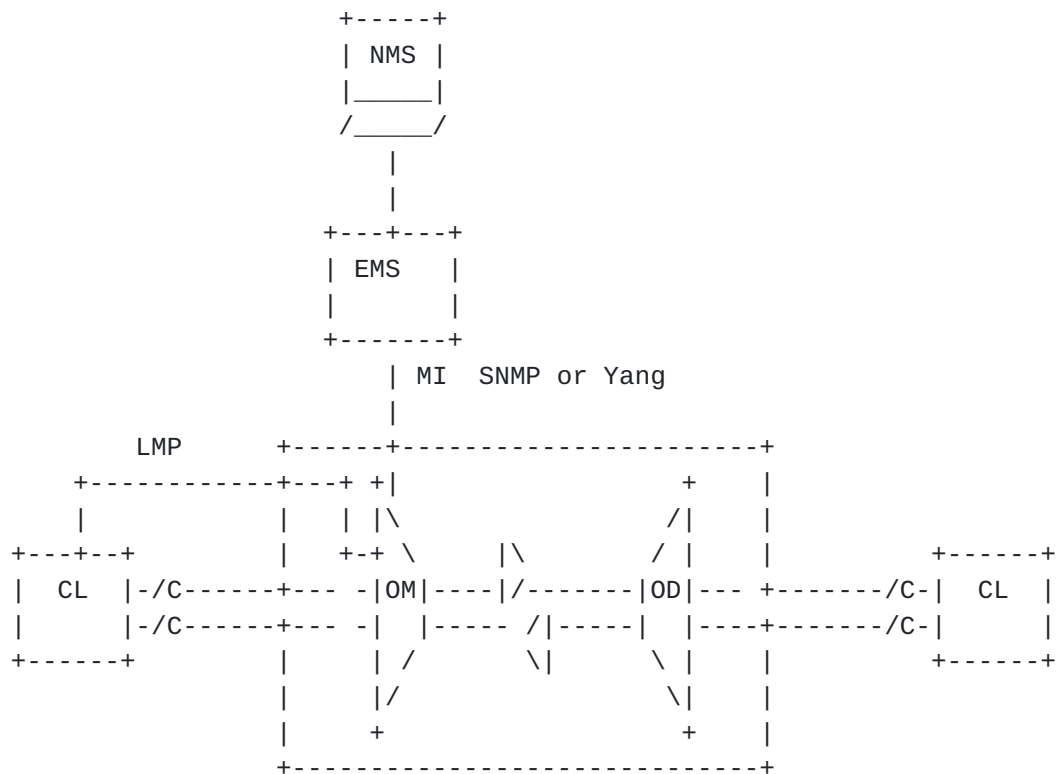 NMS
EMS
MI SNMP or Yang
LMP
CL -/C OM OD /C- CL
-/C /C-